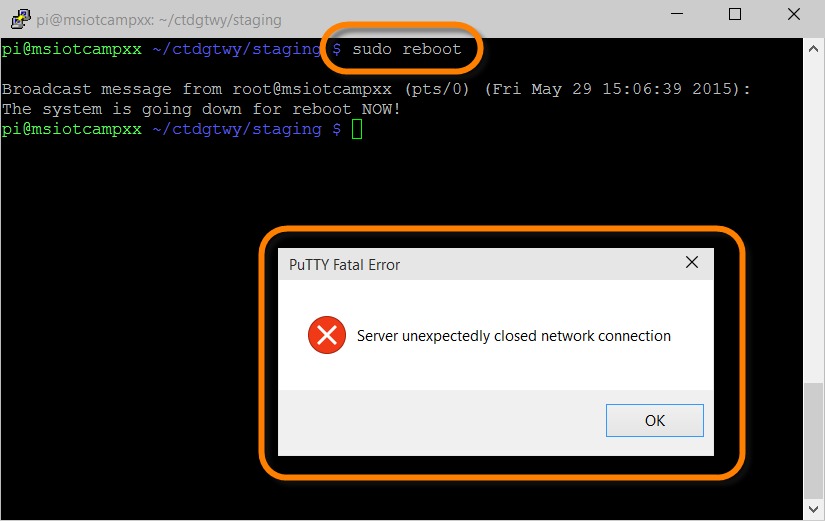 pi@msiotcampxx: ~/ctdgtwy/staging
pi@msiotcampxx ~/ctdgtwy/staging $ sudo reboot
Broadcast message from root@msiotcampxx (pts/0) (Fri May 29 15:06:39 2015):
The system is going down for reboot NOW!
pi@msiotcampxx ~/ctdgtwy/staging $
PuTTY Fatal Error
Server unexpectedly closed network connection
OK